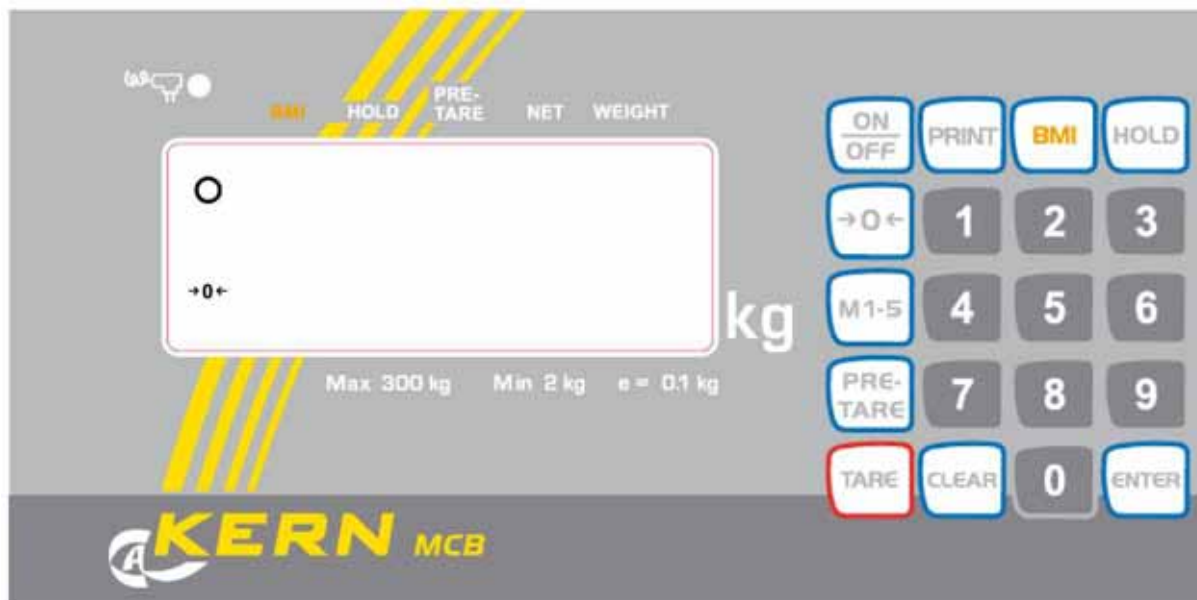 BMI HOLD PRE-TARE NET WEIGHT
O
→0←
kg
Max 300 kg Min 2 kg e = 0.1 kg
ON
OFF
PRINT
BMI
HOLD
→0←
1
2
3
M1-5
4
5
6
PRE-
TARE
7
8
9
TARE
CLEAR
0
ENTER
KERN MCB